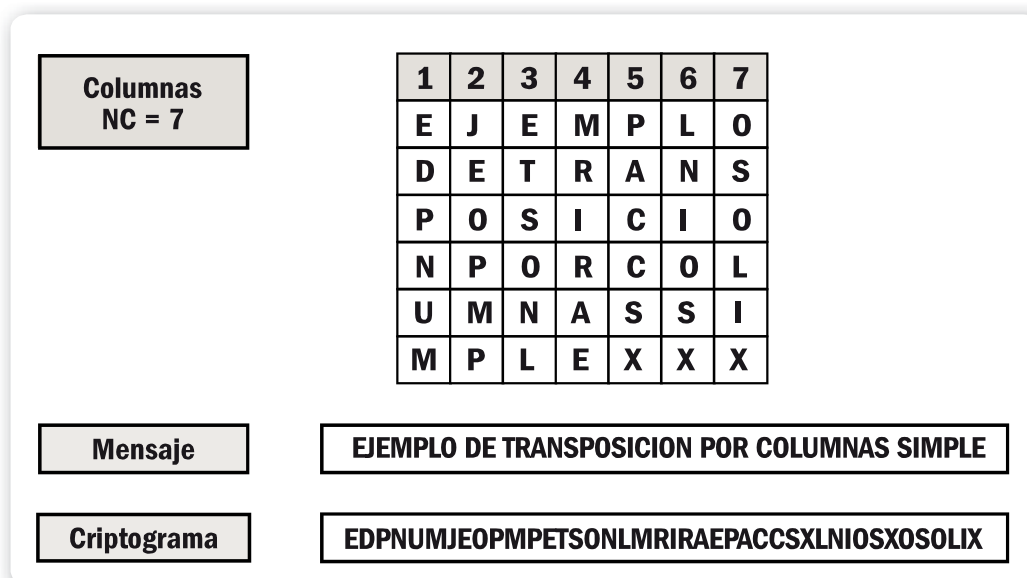 Columnas
NC = 7
1 2 3 4 5 6 7
E J E M P L O
D E T R A N S
P O S I C I O
N P O R C O L
U M N A S S I
M P L E X X X
Mensaje
EJEMPLO DE TRANSPOSICION POR COLUMNAS SIMPLE
Criptograma
EDPNUMJEOPMPETSONLMRIRAEPACCSXLNIOSXOSOLIX